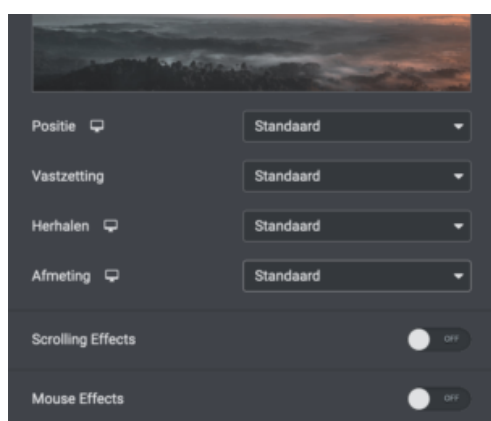 Positie
Standaard
Vastzetting
Standaard
Herhalen
Standaard
Afmeting
Standaard
Scrolling Effects
OFF
Mouse Effects
OFF